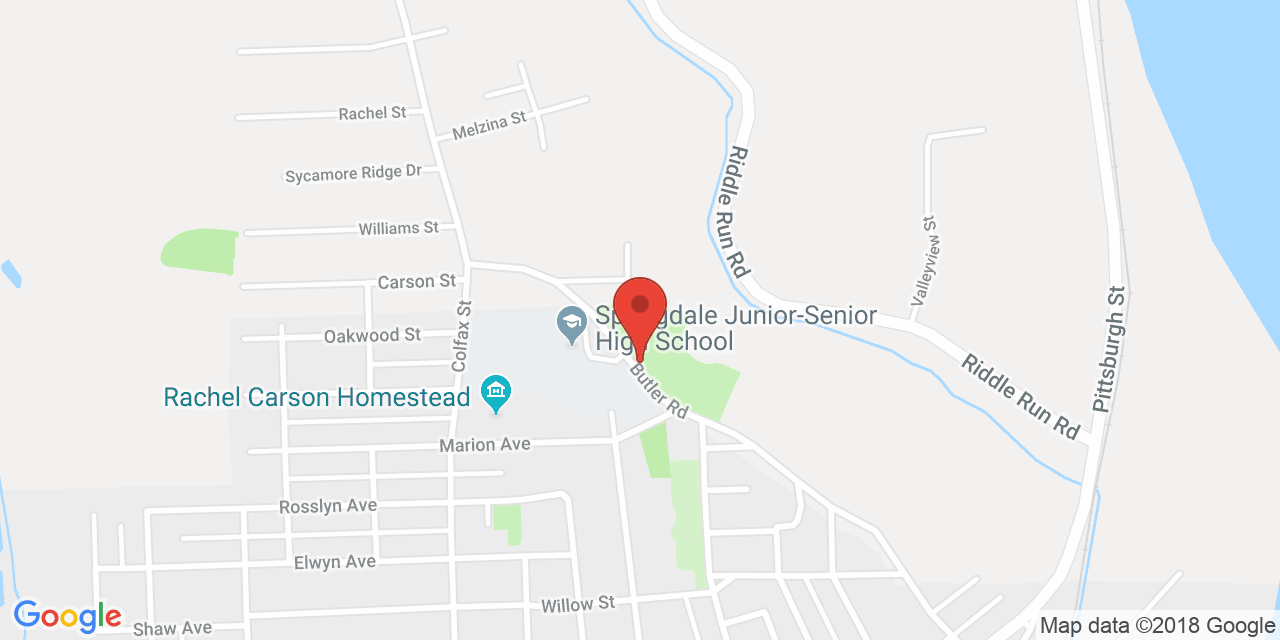 Rachel St
Melzina St
Sycamore Ridge Dr
Williams St
Carson St
Oakwood St
Colfax St
Riddle Run Rd
Valleyview St
Pittsburgh St
Springdale Junior-Senior
High School
Riddle Run Rd
Butler Rd
Rachel Carson Homestead
Marion Ave
Rosslyn Ave
Elwyn Ave
Willow St
Shaw Ave
Google
Map data ©2018 Google